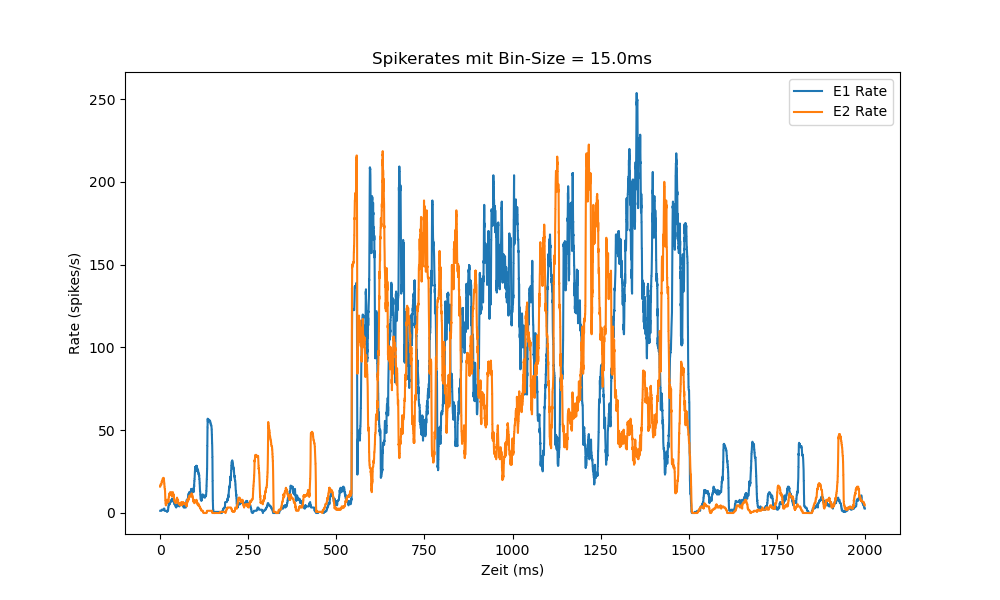 Spikerates mit Bin-Size = 15.0ms
E1 Rate
E2 Rate
Rate (spikes/s)
250
200
150
100
50
0
0 250 500 750 1000 1250 1500 1750 2000
Zeit (ms)